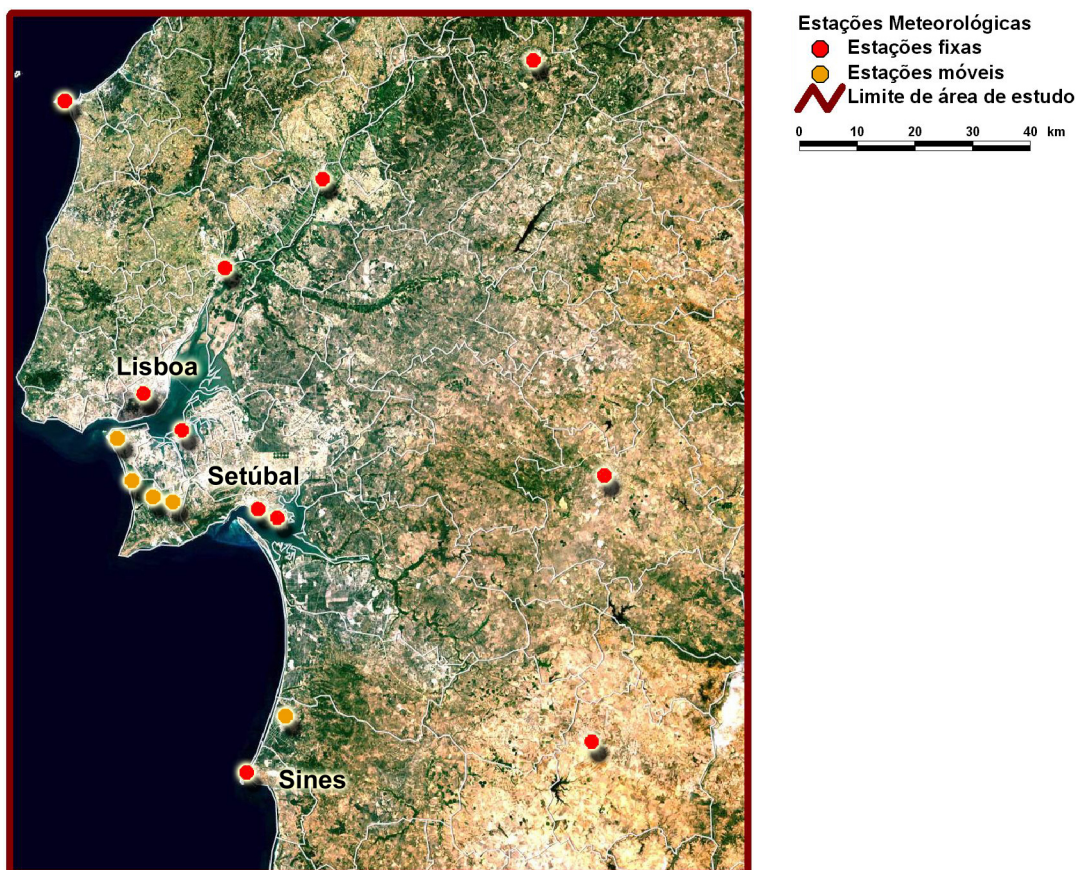 Estações Meteorológicas
Estações fixas
Estações móveis
Limite de área de estudo
0 10 20 30 40 km
Lisboa
Setúbal
Sines